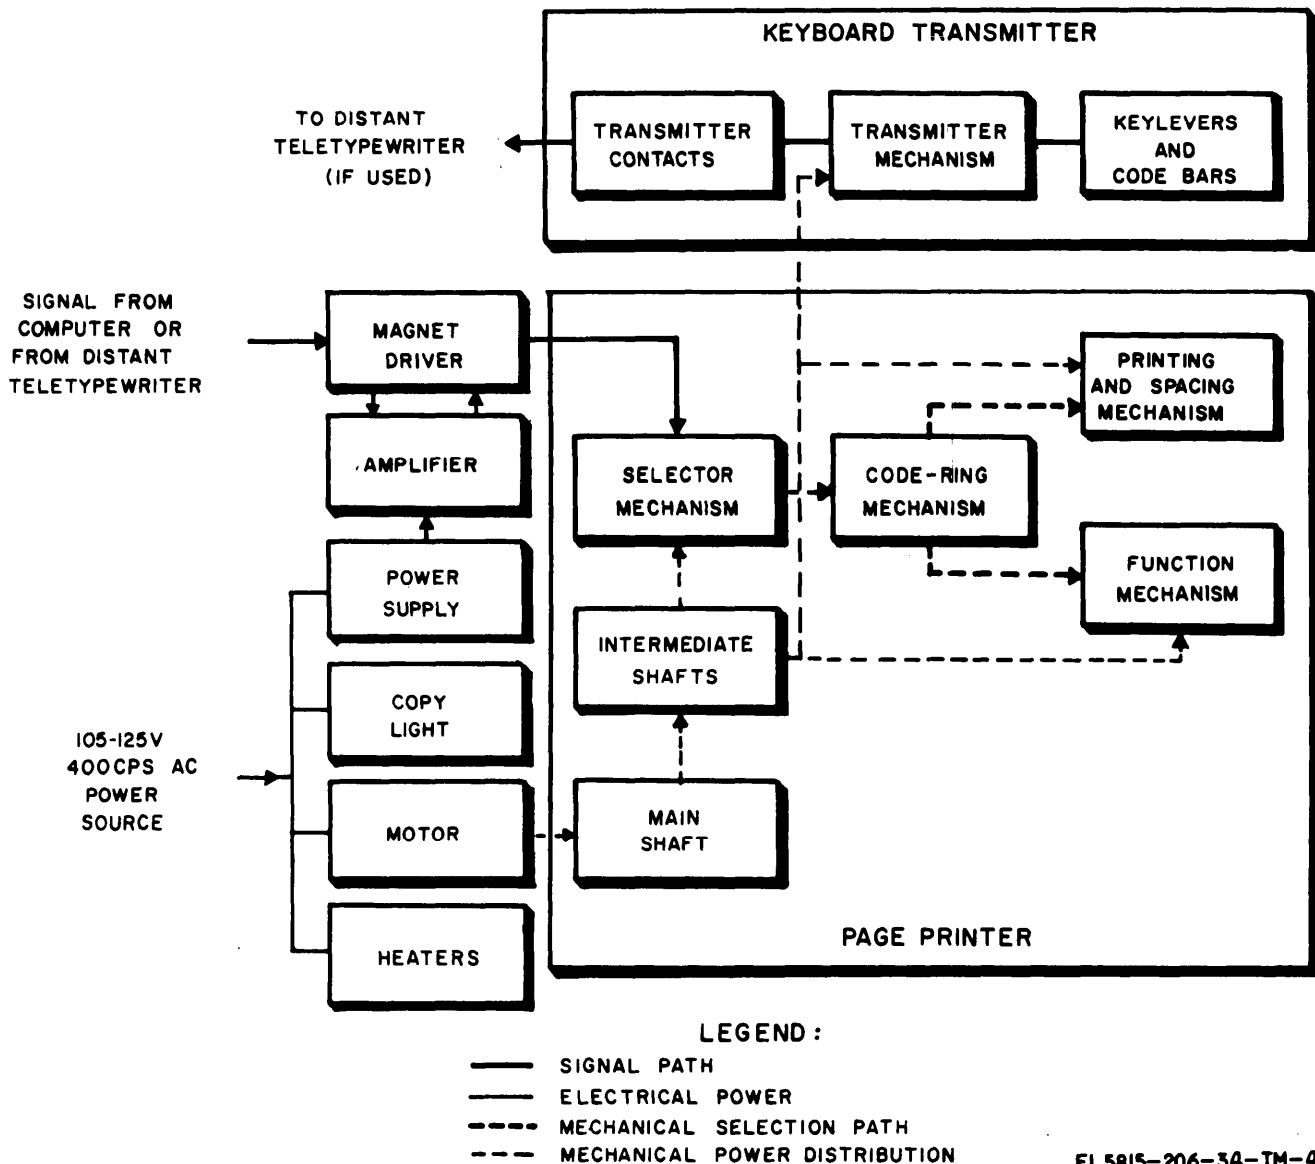 KEYBOARD TRANSMITTER
TO DISTANT
TELETYPEWRITER
(IF USED)
TRANSMITTER
CONTACTS
TRANSMITTER
MECHANISM
KEYLEVERS
AND
CODE BARS
SIGNAL FROM
COMPUTER OR
FROM DISTANT
TELETYPEWRITER
MAGNET
DRIVER
AMPLIFIER
POWER
SUPPLY
COPY
LIGHT
MOTOR
HEATERS
105-125V
400CPS AC
POWER
SOURCE
SELECTOR
MECHANISM
CODE-RING
MECHANISM
PRINTING
AND SPACING
MECHANISM
FUNCTION
MECHANISM
INTERMEDIATE
SHAFTS
MAIN
SHAFT
PAGE PRINTER
LEGEND:
SIGNAL PATH
ELECTRICAL POWER
MECHANICAL SELECTION PATH
MECHANICAL POWER DISTRIBUTION